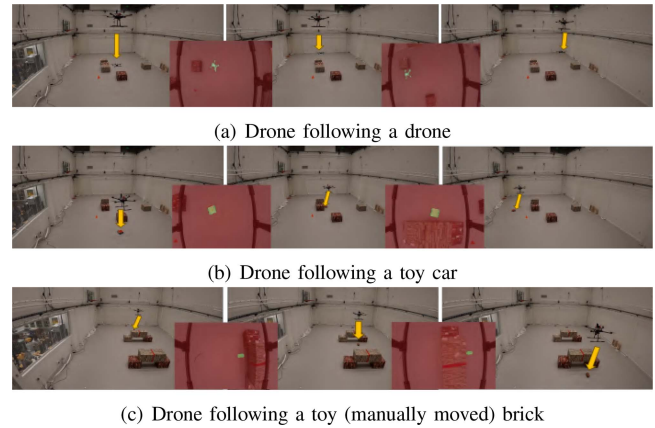 (a) Drone following a drone
(b) Drone following a toy car
(c) Drone following a toy (manually moved) brick